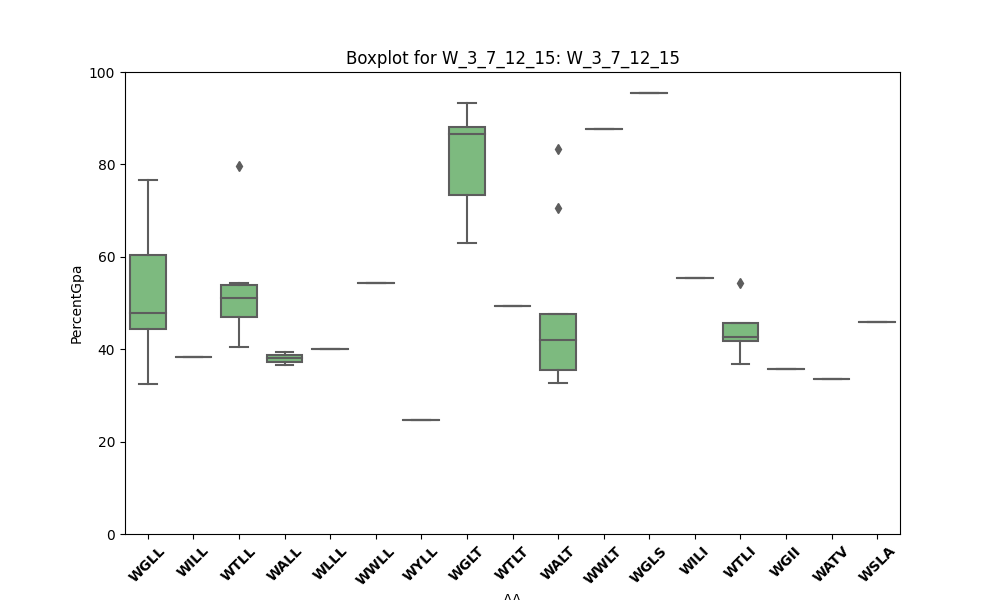 Boxplot for W_3_7_12_15: W_3_7_12_15
PercentGpa
100
80
60
40
20
0
WGLL
WILL
WTLL
WALL
WLLL
WWLL
WYLL
WGLT
WTLT
WALT
WWLT
WGLS
WILI
WTLI
WGII
WATV
WSLA